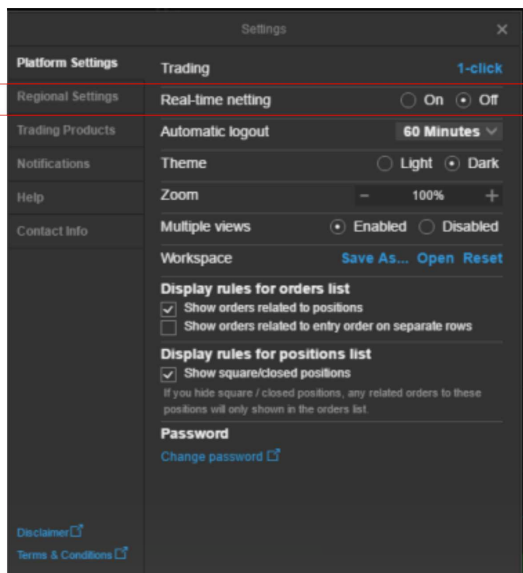 Settings
Platform Settings
Regional Settings
Trading Products
Notifications
Help
Contact Info
Trading 1-click
Real-time netting On Off
Automatic logout 60 Minutes
Theme Light Dark
Zoom - 100% +
Multiple views Enabled Disabled
Workspace Save As... Open Reset
Display rules for orders list
Show orders related to positions
Show orders related to entry order on separate rows
Display rules for positions list
Show square/closed positions
If you hide square / closed positions, any related orders to these
positions will only shown in the orders list.
Password
Change password
Disclaimer
Terms & Conditions